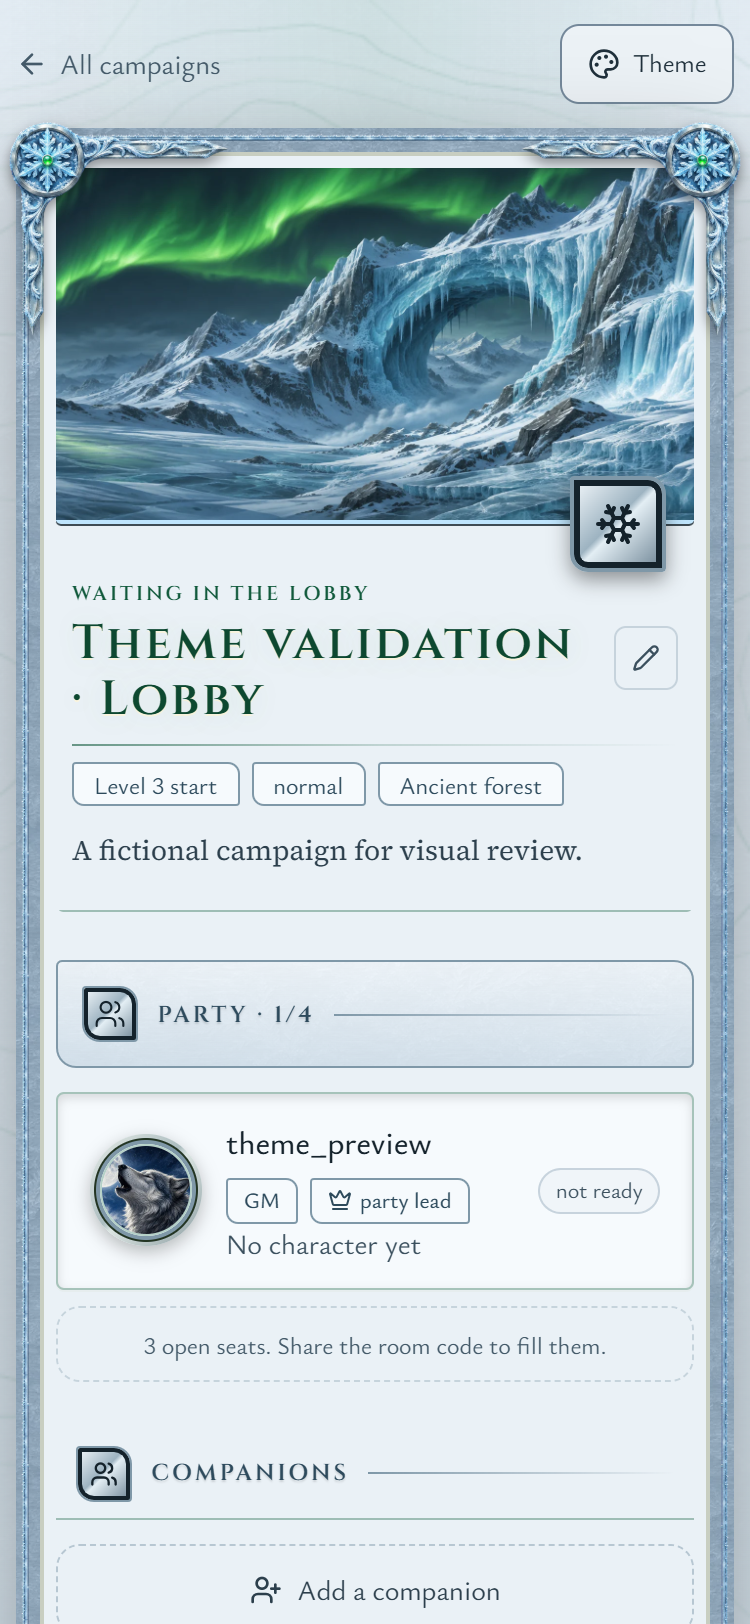 All campaigns
Theme
WAITING IN THE LOBBY
THEME VALIDATION
· LOBBY
Level 3 start
normal
Ancient forest
A fictional campaign for visual review.
PARTY · 1/4
theme_preview
GM
party lead
not ready
No character yet
3 open seats. Share the room code to fill them.
COMPANIONS
Add a companion